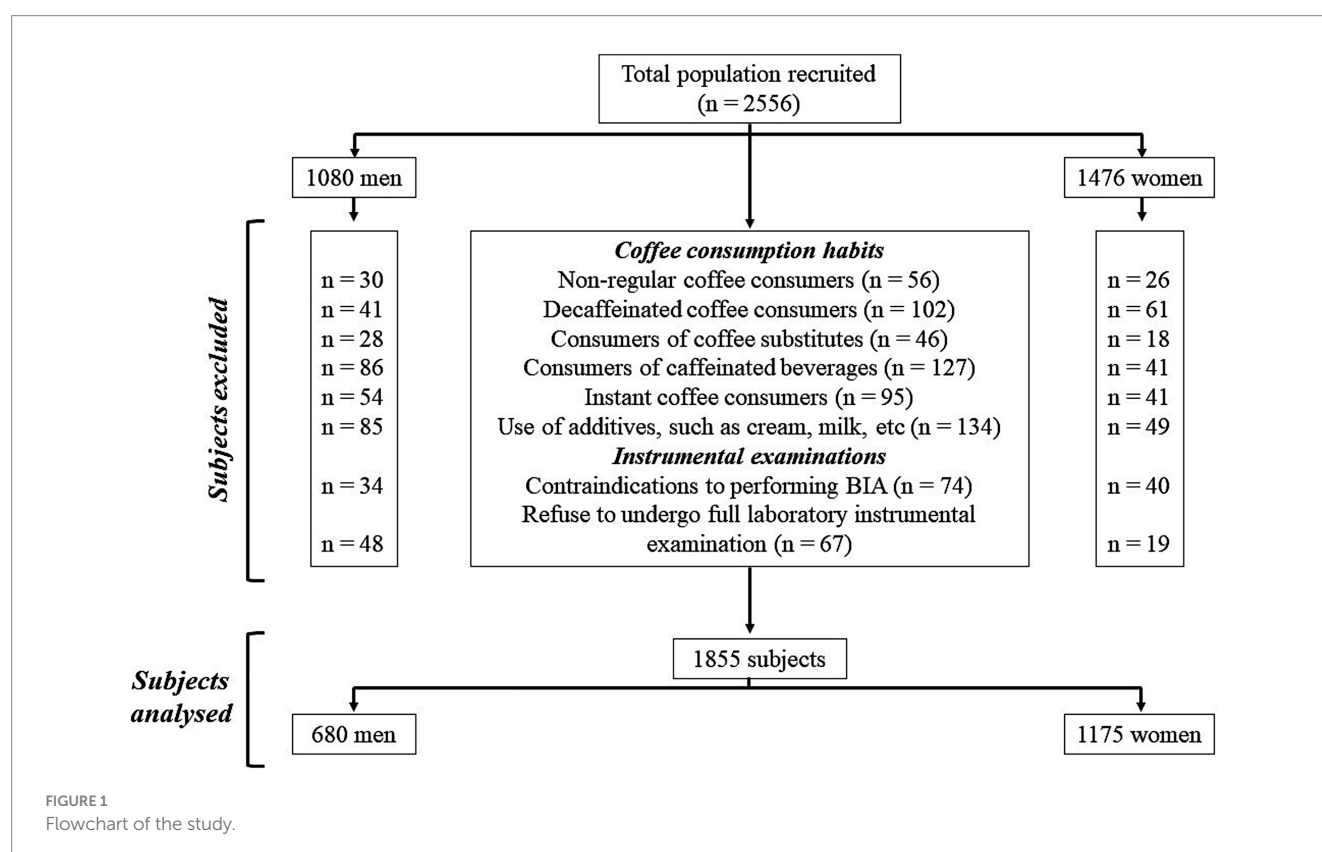 Total population recruited
(n = 2556)
1080 men
1476 women
Subjects excluded
n = 30
n = 41
n = 28
n = 86
n = 54
n = 85
n = 34
n = 48
Coffee consumption habits
Non-regular coffee consumers (n = 56)
Decaffeinated coffee consumers (n = 102)
Consumers of coffee substitutes (n = 46)
Consumers of caffeinated beverages (n = 127)
Instant coffee consumers (n = 95)
Use of additives, such as cream, milk, etc (n = 134)
Instrumental examinations
Contraindications to performing BIA (n = 74)
Refuse to undergo full laboratory instrumental
examination (n = 67)
n = 26
n = 61
n = 18
n = 41
n = 41
n = 49
n = 40
n = 19
1855 subjects
Subjects
analysed
680 men
1175 women
FIGURE 1
Flowchart of the study.